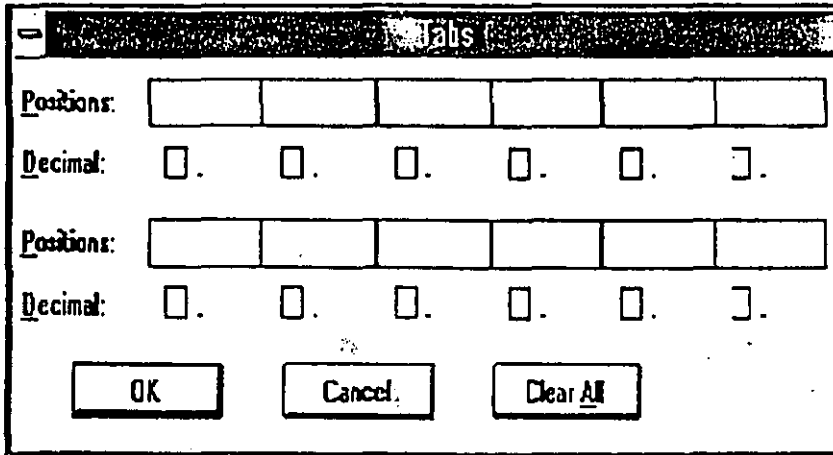 Tabs
Positions:
Decimal: . . . . . .
Positions:
Decimal: . . . . . .
OK Cancel Clear All